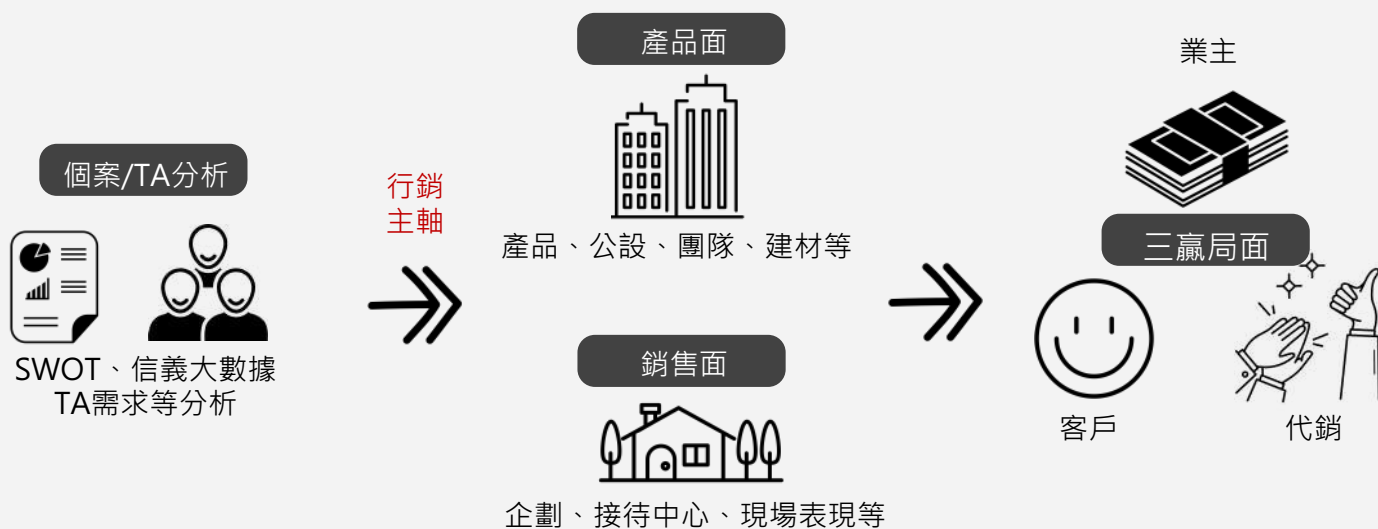 個案/TA分析
SWOT、信義大數據
TA需求等分析
行銷
主軸
產品面
產品、公設、團隊、建材等
銷售面
企劃、接待中心、現場表現等
業主
三贏局面
客戶
代銷